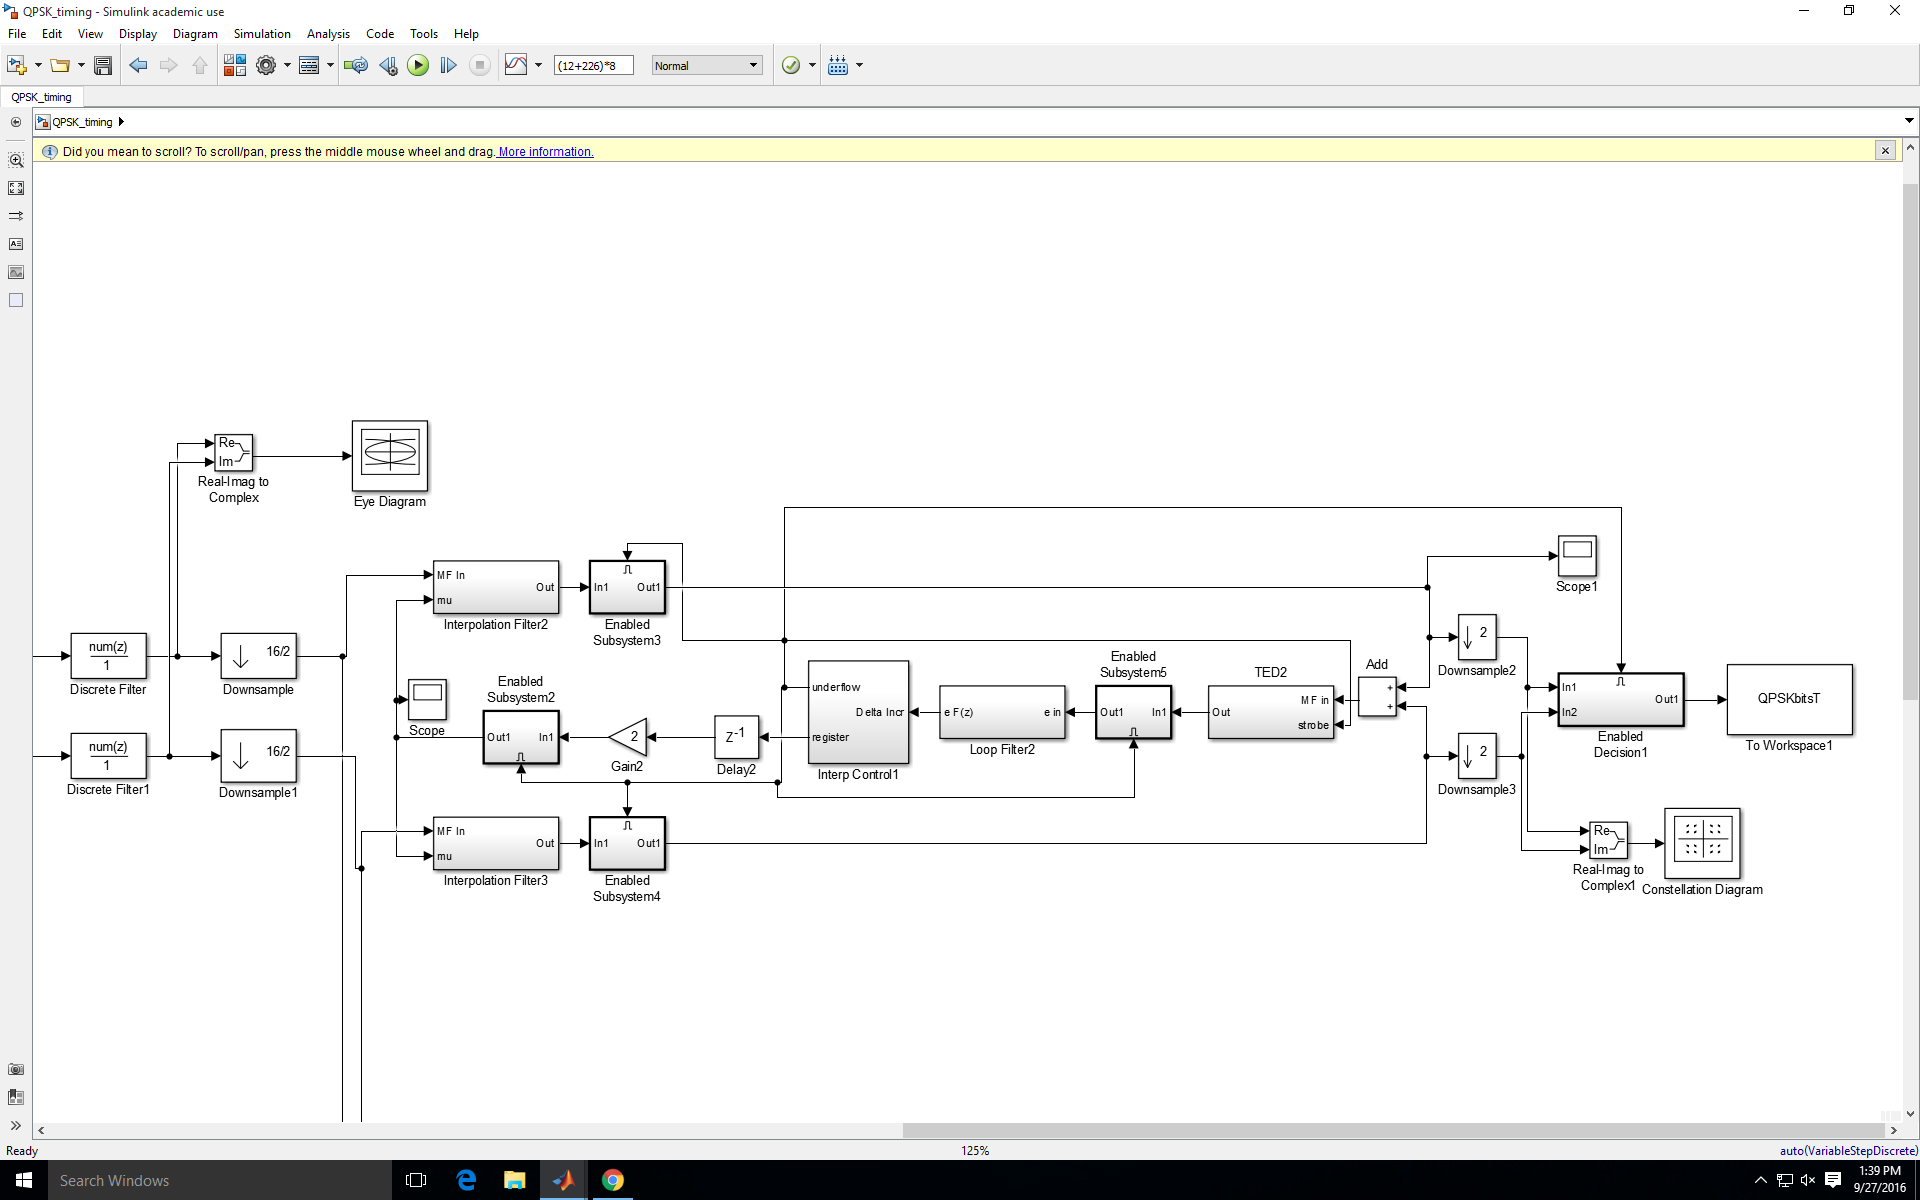 QPSK_timing - Simulink academic use
File Edit View Display Diagram Simulation Analysis Code Tools Help
(12+226)*8 Normal
QPSK_timing
QPSK_timing
Did you mean to scroll? To scroll/pan, press the middle mouse wheel and drag. More information.
Re
Im
Real-Imag to
Complex
Eye Diagram
MF In
mu
Out
Interpolation Filter2
In1 Out1
Enabled
Subsystem3
Scope1
num(z)
1
Discrete Filter
16/2
Downsample
num(z)
1
Discrete Filter1
16/2
Downsample1
Scope
Enabled
Subsystem2
Out1 In1
2
Gain2
Z-1
Delay2
underflow
Delta Incr
register
Interp Control1
e F(z) e in
Loop Filter2
Enabled
Subsystem5
Out1 In1
TED2
MF in
Out
strobe
Add
+
+
2
Downsample2
2
Downsample3
In1
Out1
In2
Enabled
Decision1
QPSKbitsT
To Workspace1
MF In
Out
mu
Interpolation Filter3
In1 Out1
Enabled
Subsystem4
Re
Im
Real-Imag to
Complex1
Constellation Diagram
Ready 125% auto(VariableStepDiscrete)
Search Windows
1:39 PM
9/27/2016